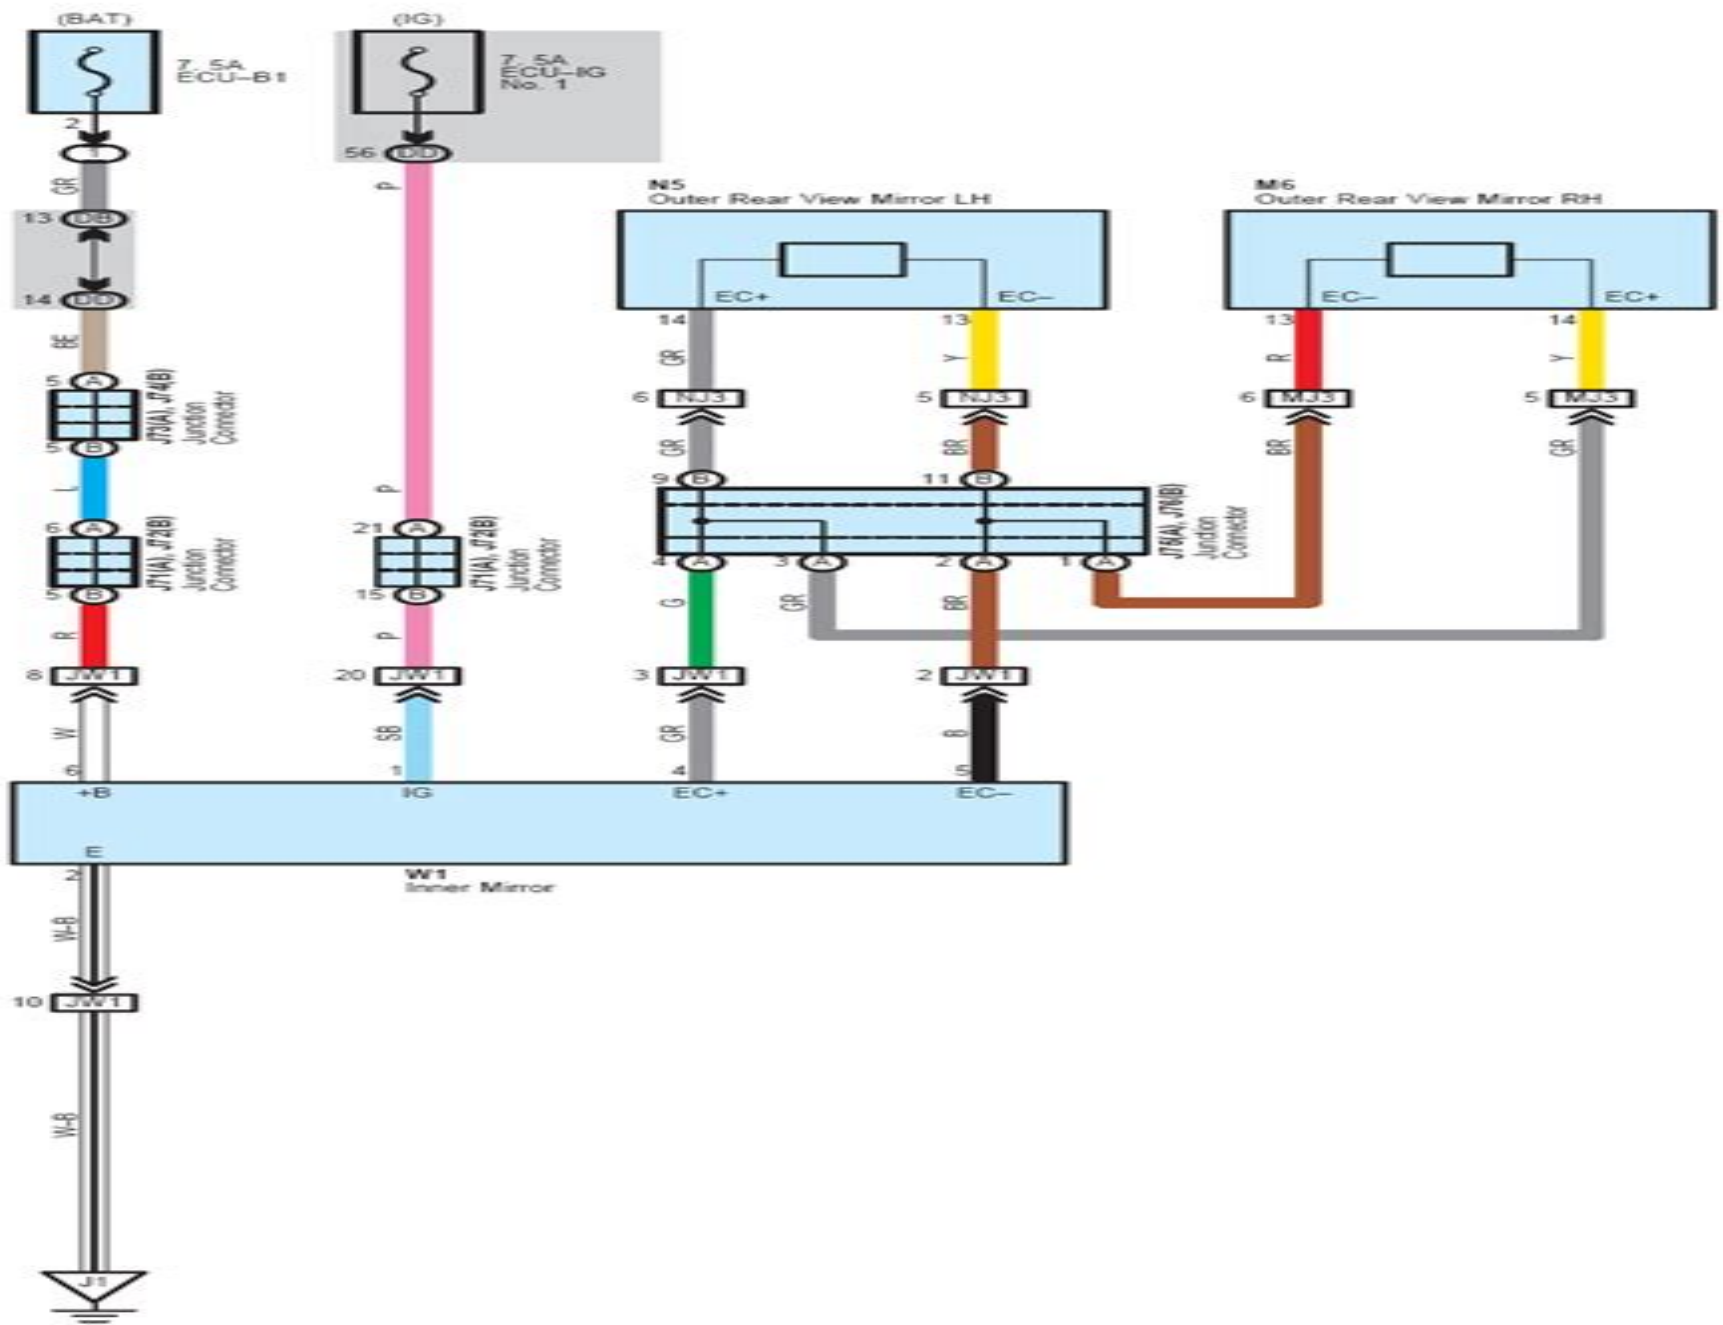 (BAT)
(IG)
7. 5A
ECU–B1
7. 5A
ECU–IG
No. 1
2
1
56 DD
GR
P
13 DB
14 DD
N5
Outer Rear View Mirror LH
M6
Outer Rear View Mirror RH
EC+
EC–
EC–
EC+
14
13
13
14
BE
GR
Y
R
Y
5 A
J73(A), J74(B)
Junction
Connector
5 B
6 NJ3
5 NJ3
6 MJ3
5 MJ3
GR
BR
BR
GR
L
P
9 B
11 B
6 A
J71(A), J72(B)
Junction
Connector
5 B
21 A
J71(A), J72(B)
Junction
Connector
15 B
J75(A), J76(B)
Junction
Connector
4 A
3 A
2 A
1 A
R
P
G
GR
BR
8 JW1
20 JW1
3 JW1
2 JW1
W
SB
GR
B
6
1
4
5
+B
IG
EC+
EC–
E
2
W1
Inner Mirror
W–B
10 JW1
W–B
J1